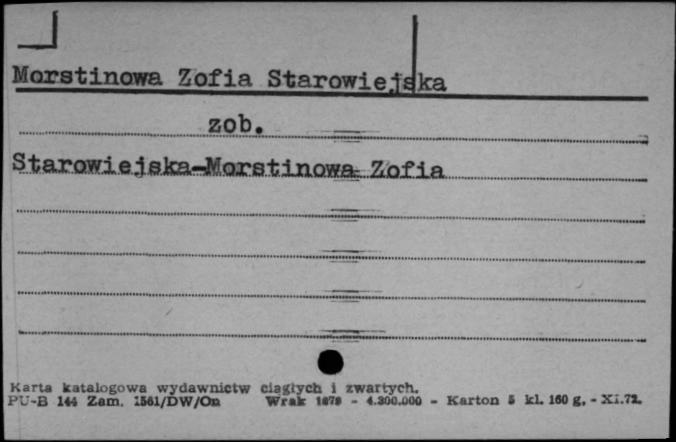 Morstinowa Zofia Starowiejska
zob.
Starowiejska-Morstinowa Zofia
Karta katalogowa wydawnictw ciągłych i zwartych.
PU-B 144 Zam. 1561/DW/On Wrak 1079 - 4.300.000 - Karton 5 kl. 160 g. - XI.72.